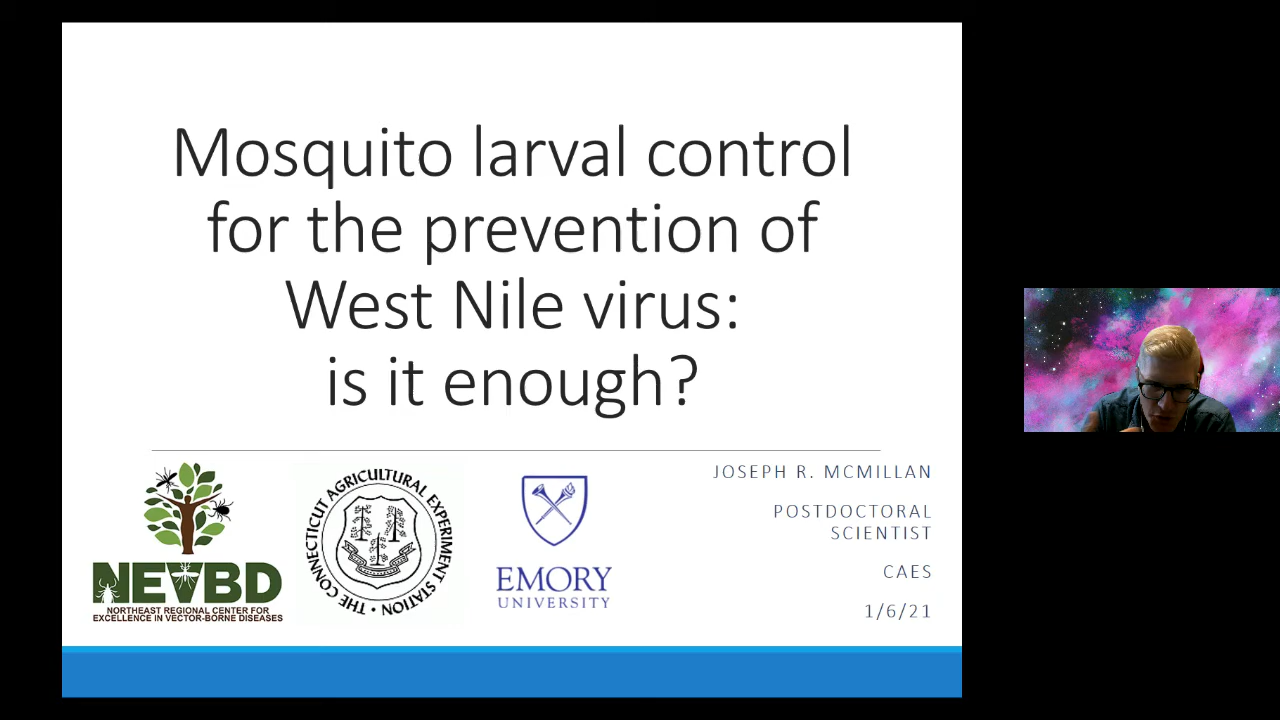 Mosquito larval control
for the prevention of
West Nile virus:
is it enough?
NEVBD
NORTHEAST REGIONAL CENTER FOR
EXCELLENCE IN VECTOR-BORNE DISEASES
THE CONNECTICUT AGRICULTURAL EXPERIMENT STATION •
EMORY
UNIVERSITY
JOSEPH R. MCMILLAN
POSTDOCTORAL
SCIENTIST
CAES
1/6/21